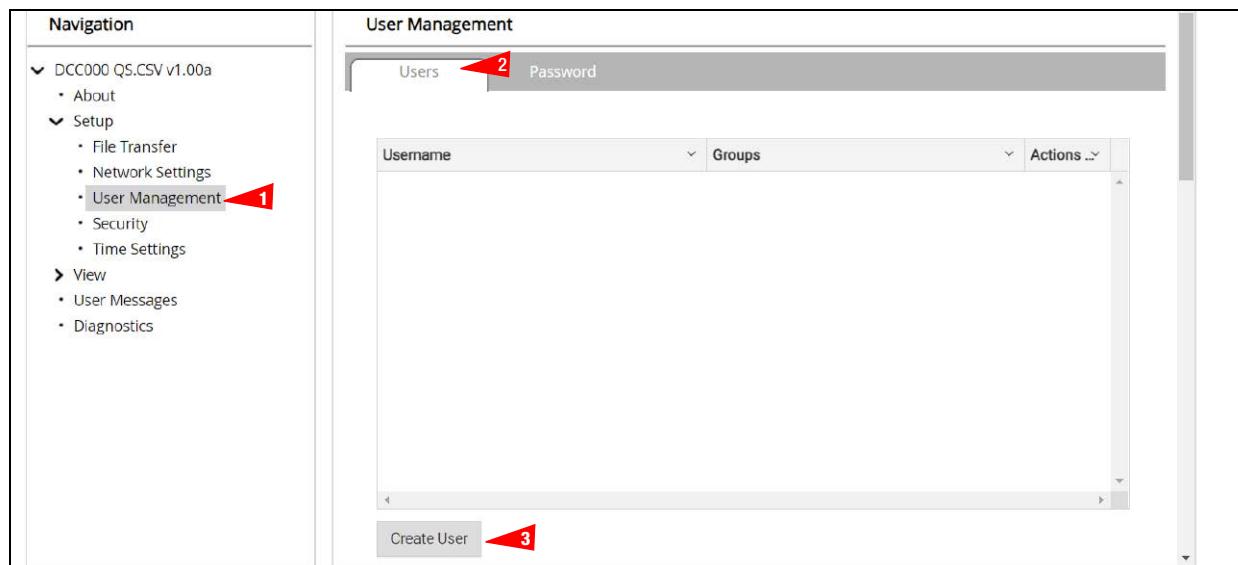 Navigation
DCC000 QS.CSV v1.00a
About
Setup
File Transfer
Network Settings
User Management 1
Security
Time Settings
View
User Messages
Diagnostics
User Management
Users 2 Password
Username Groups Actions ...
Create User 3